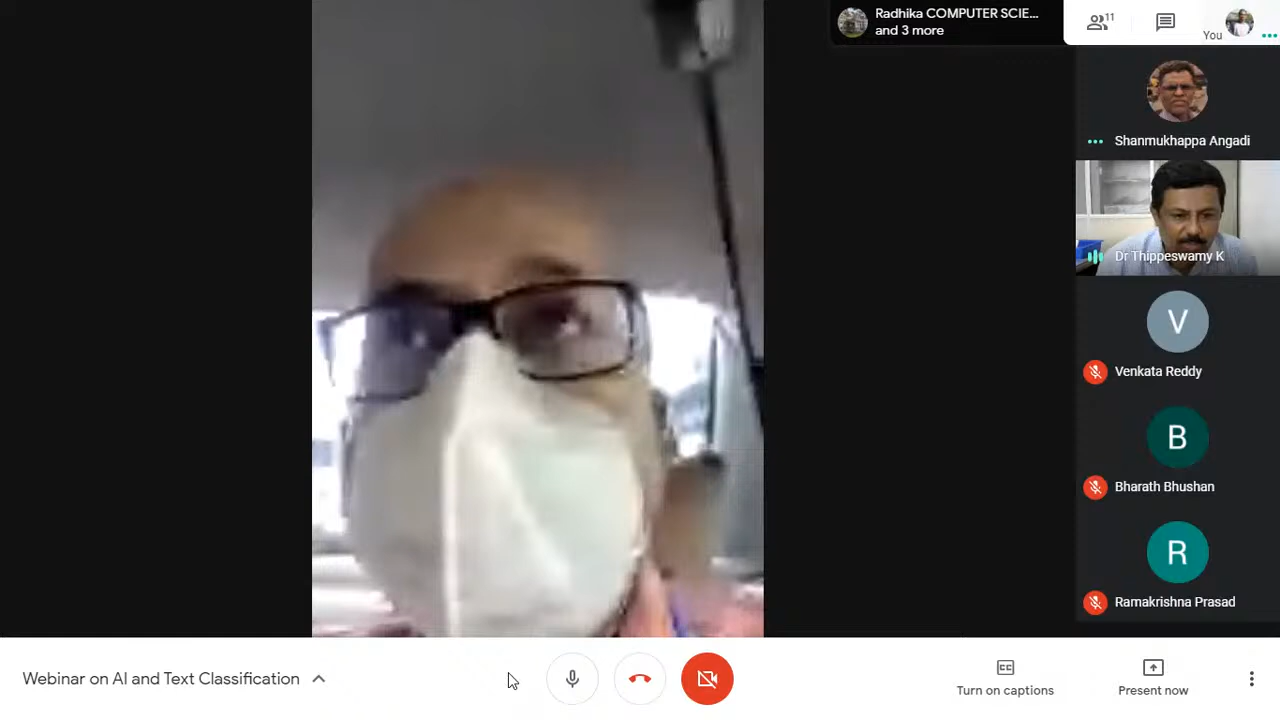 Radhika COMPUTER SCIE...
and 3 more
11
You
Shanmukhappa Angadi
Dr Thippeswamy K
V
Venkata Reddy
B
Bharath Bhushan
R
Ramakrishna Prasad
Webinar on AI and Text Classification
CC
Turn on captions
Present now